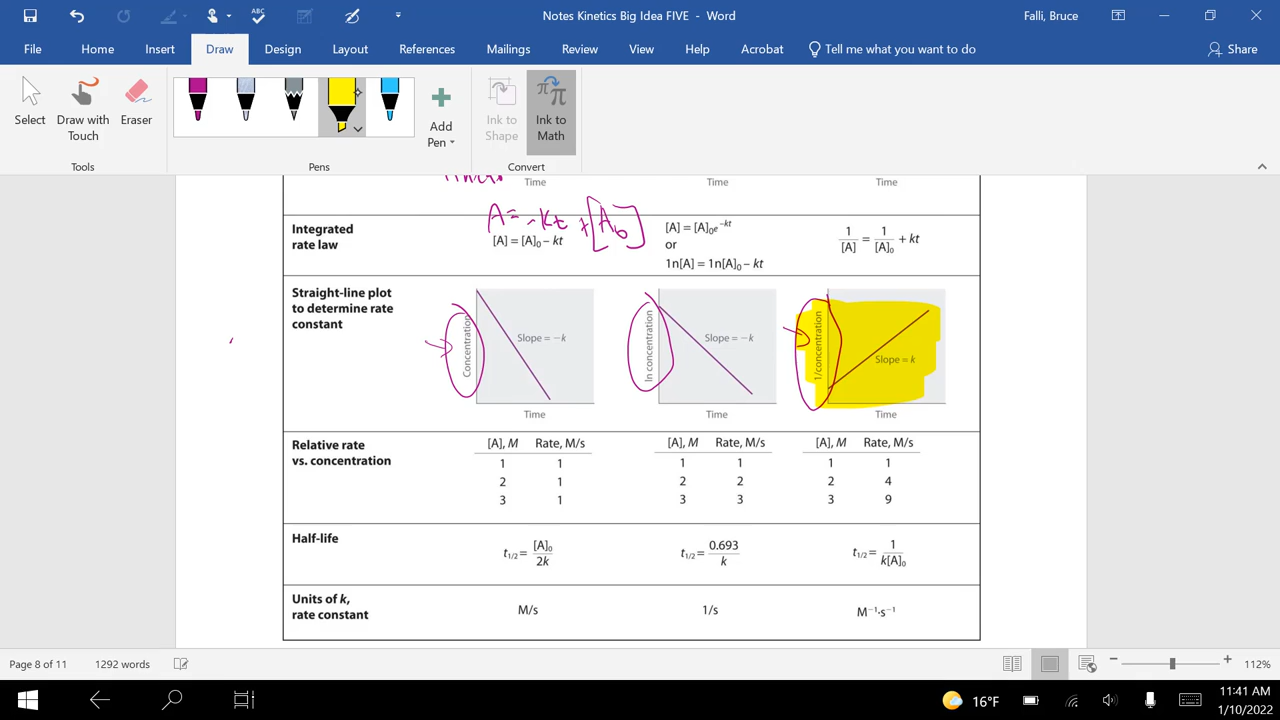 Notes Kinetics Big Idea FIVE - Word
Falli, Bruce
File Home Insert Draw Design Layout References Mailings Review View Help Acrobat Tell me what you want to do Share
Select
Draw with Touch
Eraser
Add Pen
Ink to Shape
Ink to Math
Tools
Pens
Convert
Time Time Time
A = -kt + [A0]
Integrated rate law
[A] = [A]₀ – kt
[A] = [A]₀e^–kt
or
1n[A] = 1n[A]₀ – kt
1/[A] = 1/[A]₀ + kt
Straight-line plot to determine rate constant
Concentration
Slope = –k
Time
ln concentration
Slope = –k
Time
1/concentration
Slope = k
Time
Relative rate vs. concentration
[A], M Rate, M/s [A], M Rate, M/s [A], M Rate, M/s
1 1 1 1 1 1
2 1 2 2 2 4
3 1 3 3 3 9
Half-life
t1/2 = [A]₀/2k
t1/2 = 0.693/k
t1/2 = 1/k[A]₀
Units of k, rate constant
M/s 1/s M⁻¹·s⁻¹
Page 8 of 11 1292 words
112%
16°F
11:41 AM
1/10/2022